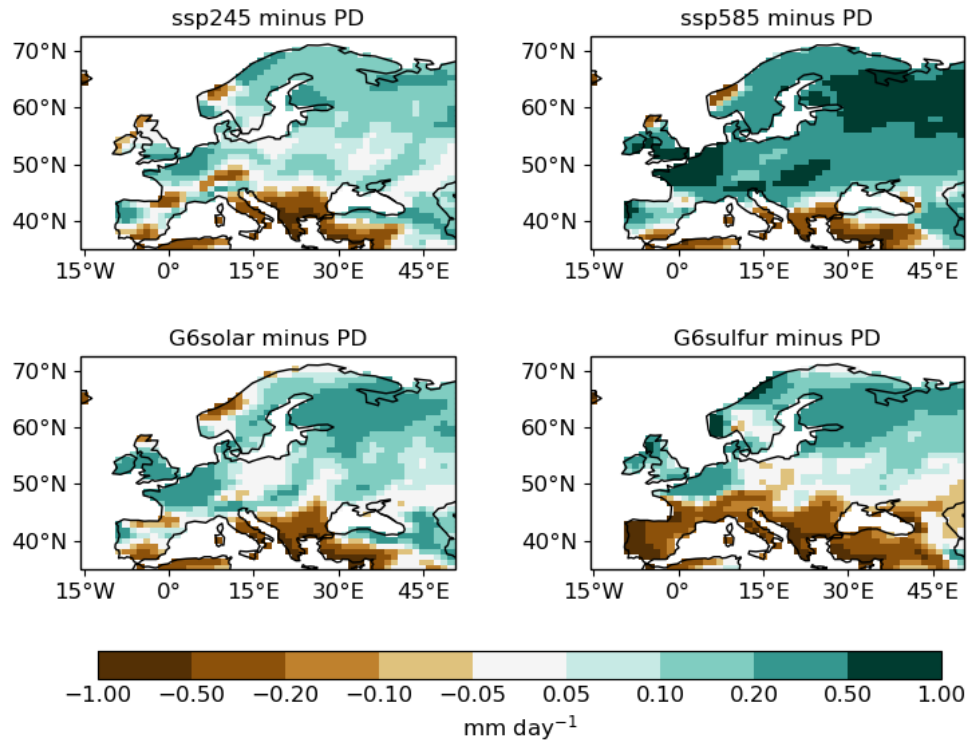 ssp245 minus PD
ssp585 minus PD
70°N
60°N
50°N
40°N
15°W 0° 15°E 30°E 45°E
70°N
60°N
50°N
40°N
15°W 0° 15°E 30°E 45°E
G6solar minus PD
G6sulfur minus PD
70°N
60°N
50°N
40°N
15°W 0° 15°E 30°E 45°E
70°N
60°N
50°N
40°N
15°W 0° 15°E 30°E 45°E
−1.00 −0.50 −0.20 −0.10 −0.05 0.05 0.10 0.20 0.50 1.00
mm day⁻¹